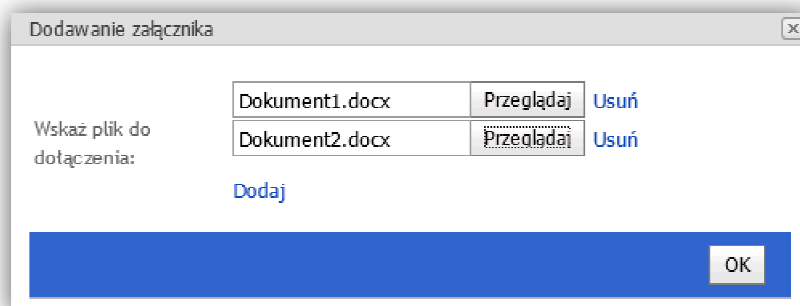 Dodawanie załącznika
x
Wskaż plik do
dołączenia:
Dokument1.docx Przeglądaj Usuń
Dokument2.docx Przeglądaj Usuń
Dodaj
OK